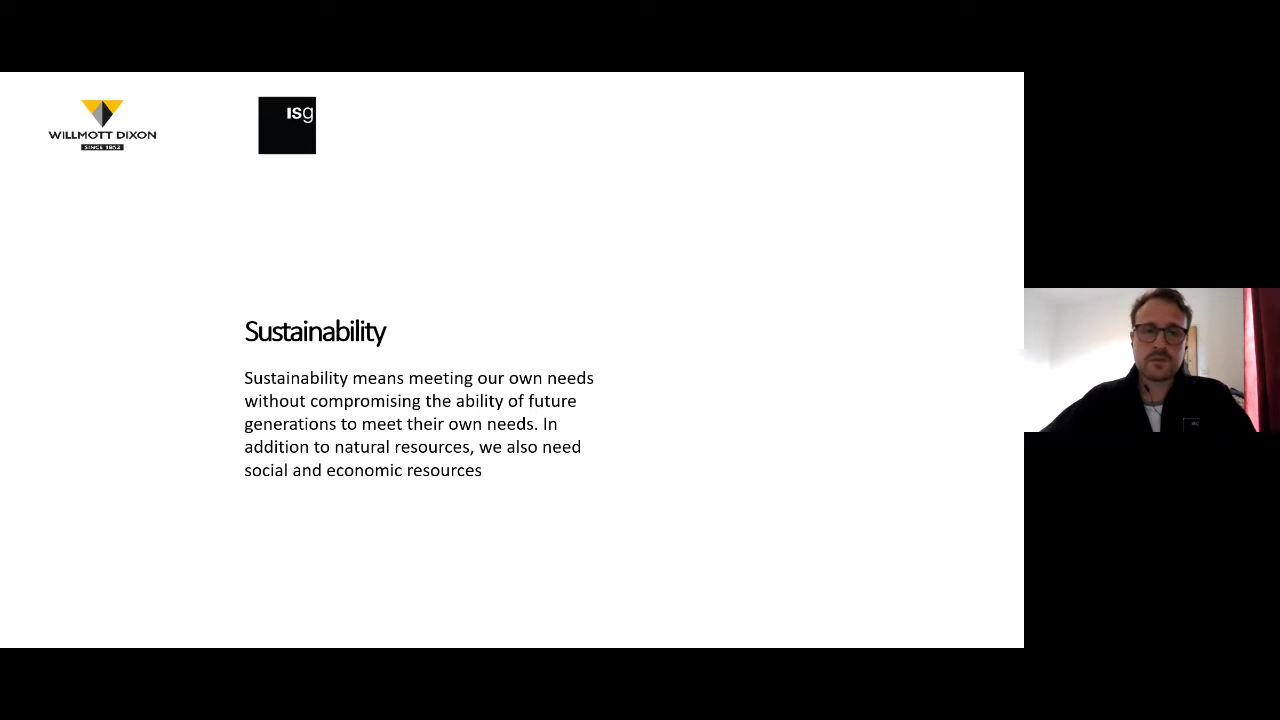 WILLMOTT DIXON
SINCE 1852
ISg
Sustainability
Sustainability means meeting our own needs
without compromising the ability of future
generations to meet their own needs. In
addition to natural resources, we also need
social and economic resources